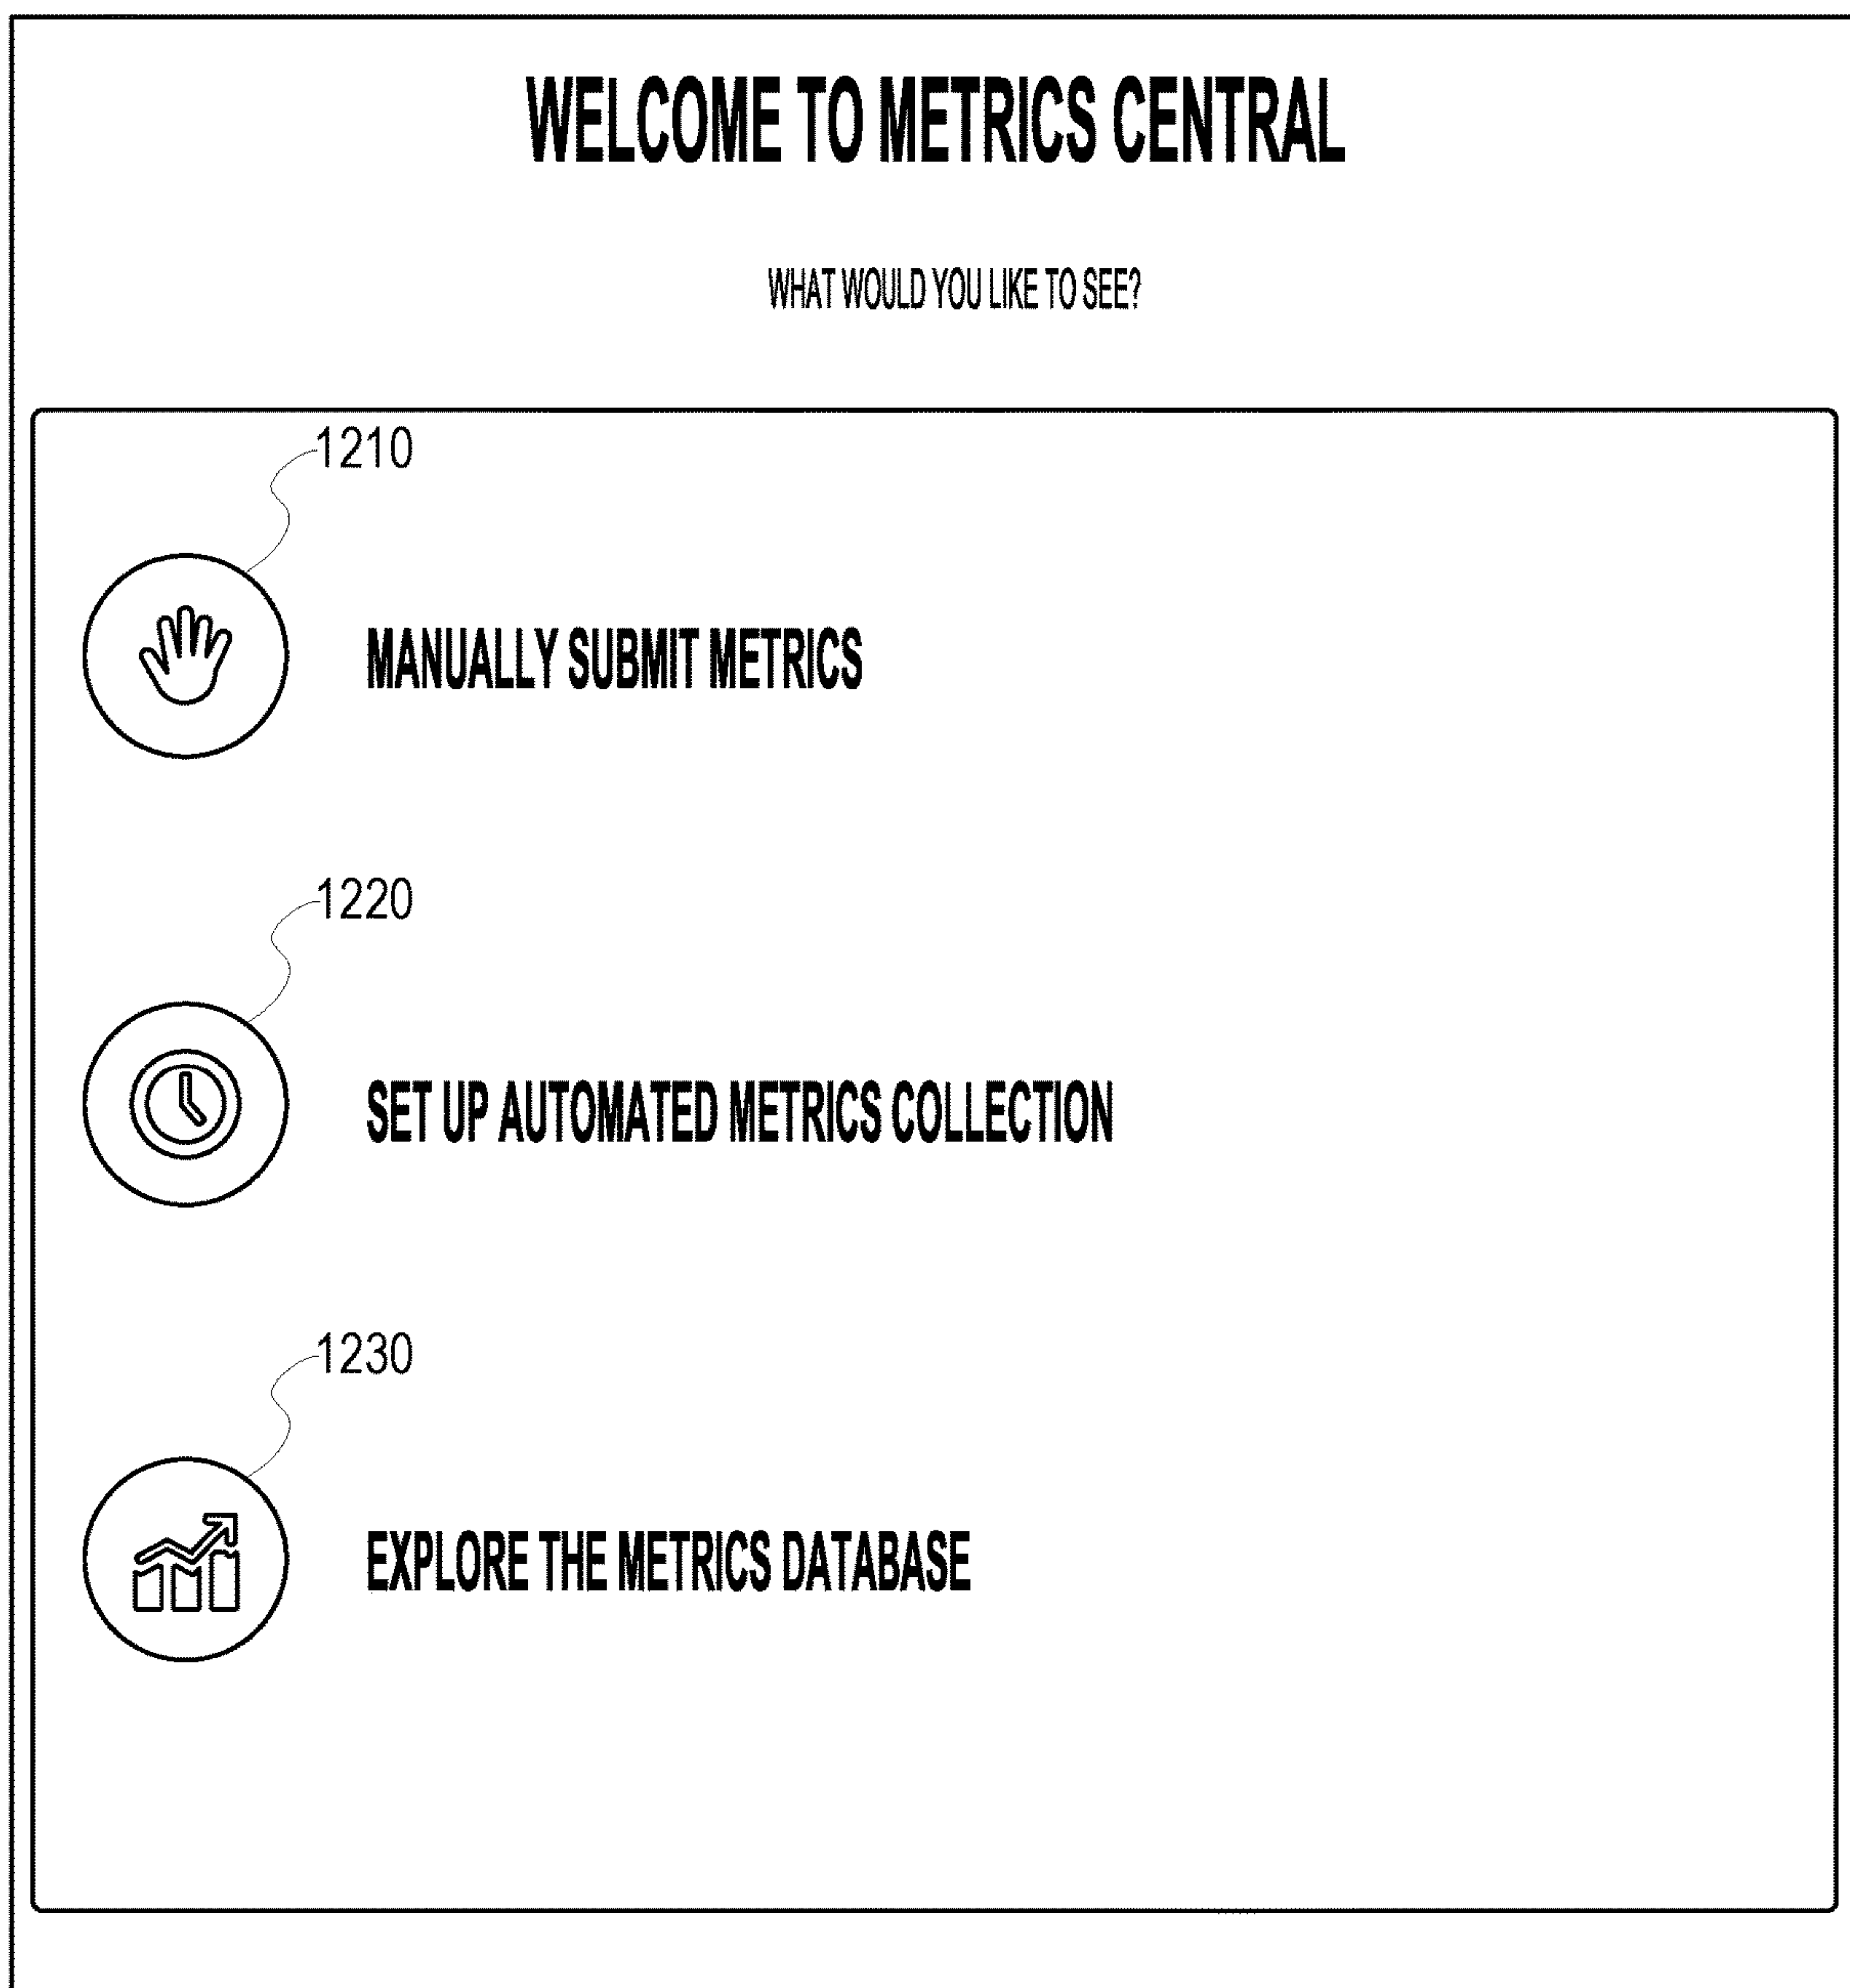 WELCOME TO METRICS CENTRAL
WHAT WOULD YOU LIKE TO SEE?
1210
MANUALLY SUBMIT METRICS
1220
SET UP AUTOMATED METRICS COLLECTION
1230
EXPLORE THE METRICS DATABASE